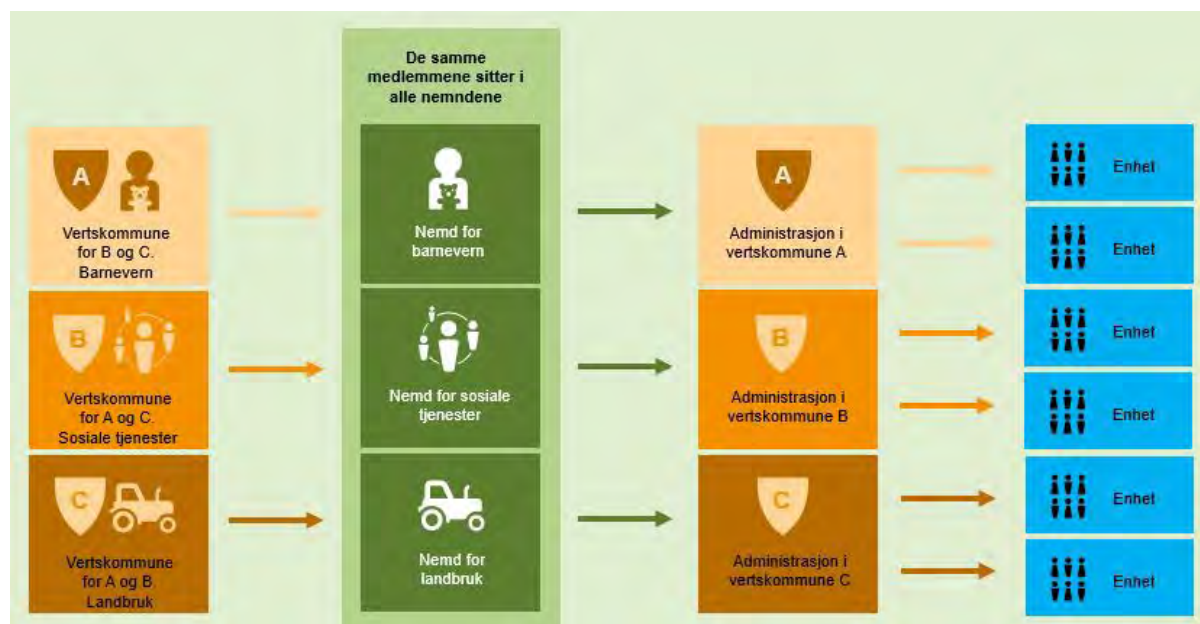 De samme
medlemmene sitter i
alle nemndene
A
Vertskommune
for B og C.
Barnevern
Nemd for
barnevern
A
Administrasjon i
vertskommune A
Enhet
Enhet
B
Vertskommune
for A og C.
Sosiale tjenester
Nemd for sosiale
tjenester
B
Administrasjon i
vertskommune B
Enhet
Enhet
C
Vertskommune
for A og B.
Landbruk
Nemd for
landbruk
C
Administrasjon i
vertskommune C
Enhet
Enhet